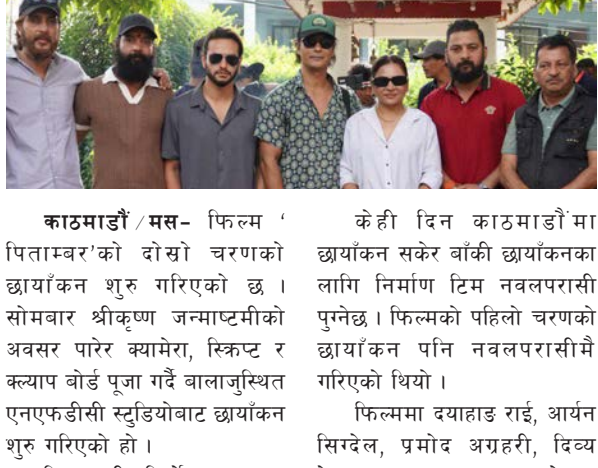 काठमाडौं/मस- फिल्म ‘
पिताम्बर’को दोस्रो चरणको
छायाँकन शुरु गरिएको छ ।
सोमबार श्रीकृष्ण जन्माष्टमीको
अवसर पारेर क्यामेरा, स्क्रिप्ट र
क्ल्याप बोर्ड पूजा गर्दै बालाजुस्थित
एनएफडीसी स्टुडियोबाट छायाँकन
शुरु गरिएको हो ।
केही दिन काठमाडौंमा
छायाँकन सकेर बाँकी छायाँकनका
लागि निर्माण टिम नवलपरासी
पुग्नेछ । फिल्मको पहिलो चरणको
छायाँकन पनि नवलपरासीमै
गरिएको थियो ।
फिल्ममा दयाहाङ राई, आर्यन
सिग्देल, प्रमोद अग्रहरी, दिव्य